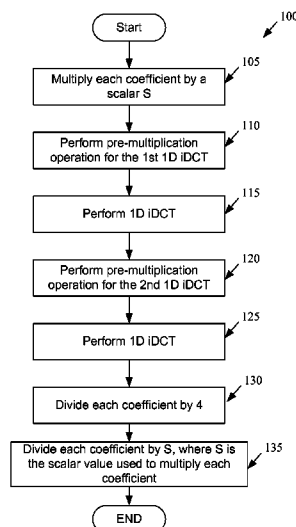 Start
100
Multiply each coefficient by a
scalar S
105
Perform pre-multiplication
operation for the 1st 1D iDCT
110
Perform 1D iDCT
115
Perform pre-multiplication
operation for the 2nd 1D iDCT
120
Perform 1D iDCT
125
Divide each coefficient by 4
130
Divide each coefficient by S, where S is
the scalar value used to multiply each
coefficient
135
END